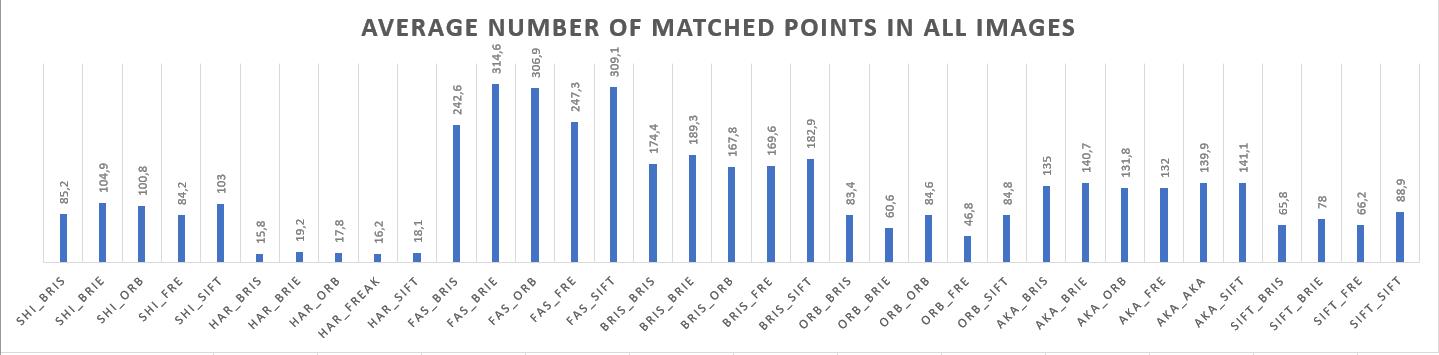 AVERAGE NUMBER OF MATCHED POINTS IN ALL IMAGES
85,2
104,9
100,8
84,2
103
15,8
19,2
17,8
16,2
18,1
242,6
314,6
306,9
247,3
309,1
174,4
189,3
167,8
169,6
182,9
83,4
60,6
84,6
46,8
84,8
135
140,7
131,8
132
139,9
141,1
65,8
78
66,2
88,9
SHI_BRIS
SHI_BRIE
SHI_ORB
SHI_FRE
SHI_SIFT
HAR_BRIS
HAR_BRIE
HAR_ORB
HAR_FREAK
HAR_SIFT
FAS_BRIS
FAS_BRIE
FAS_ORB
FAS_FRE
FAS_SIFT
BRIS_BRIS
BRIS_BRIE
BRIS_ORB
BRIS_FRE
BRIS_SIFT
ORB_BRIS
ORB_BRIE
ORB_ORB
ORB_FRE
ORB_SIFT
AKA_BRIS
AKA_BRIE
AKA_ORB
AKA_FRE
AKA_AKA
AKA_SIFT
SIFT_BRIS
SIFT_BRIE
SIFT_FRE
SIFT_SIFT